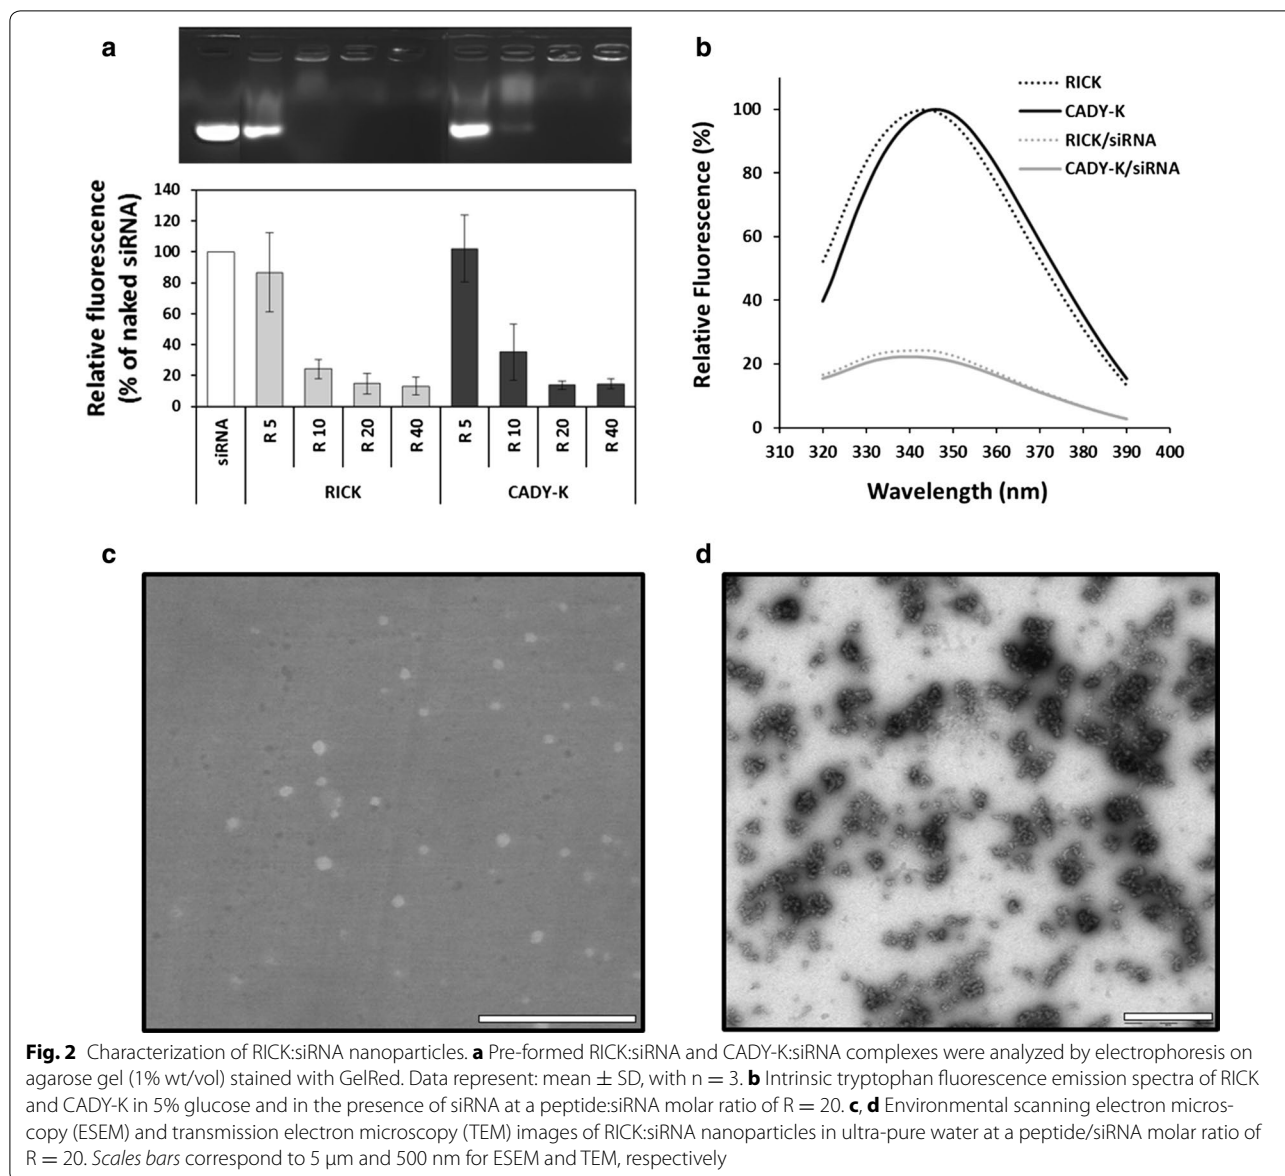 a
Relative fluorescence
(% of naked siRNA)
140
120
100
80
60
40
20
0
siRNA
R 5
R 10
R 20
R 40
R 5
R 10
R 20
R 40
RICK
CADY-K
b
RICK
CADY-K
RICK/siRNA
CADY-K/siRNA
Relative Fluorescence (%)
100
80
60
40
20
0
310 320 330 340 350 360 370 380 390 400
Wavelength (nm)
c
d
Fig. 2 Characterization of RICK:siRNA nanoparticles. a Pre-formed RICK:siRNA and CADY-K:siRNA complexes were analyzed by electrophoresis on
agarose gel (1% wt/vol) stained with GelRed. Data represent: mean ± SD, with n = 3. b Intrinsic tryptophan fluorescence emission spectra of RICK
and CADY-K in 5% glucose and in the presence of siRNA at a peptide:siRNA molar ratio of R = 20. c, d Environmental scanning electron micros-
copy (ESEM) and transmission electron microscopy (TEM) images of RICK:siRNA nanoparticles in ultra-pure water at a peptide/siRNA molar ratio of
R = 20. Scales bars correspond to 5 μm and 500 nm for ESEM and TEM, respectively